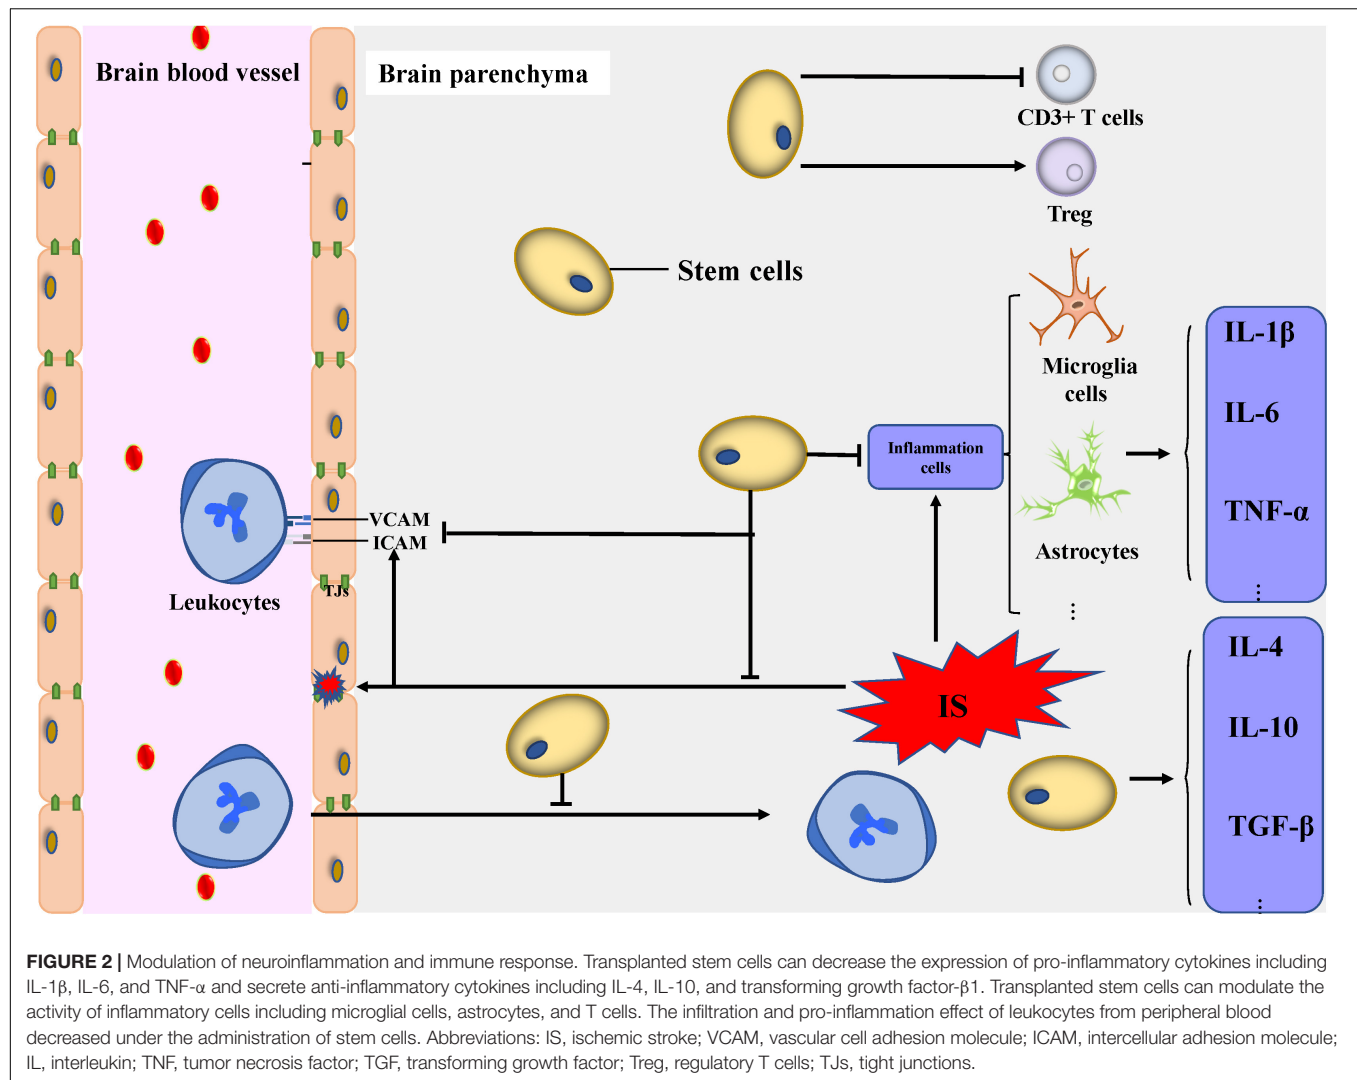 Brain blood vessel
Brain parenchyma
CD3+ T cells
Treg
Stem cells
Microglia
cells
Astrocytes
⋮
Inflammation
cells
IL-1β
IL-6
TNF-α
⋮
VCAM
ICAM
Leukocytes
TJs
IS
IL-4
IL-10
TGF-β
⋮
FIGURE 2 | Modulation of neuroinflammation and immune response. Transplanted stem cells can decrease the expression of pro-inflammatory cytokines including
IL-1β, IL-6, and TNF-α and secrete anti-inflammatory cytokines including IL-4, IL-10, and transforming growth factor-β1. Transplanted stem cells can modulate the
activity of inflammatory cells including microglial cells, astrocytes, and T cells. The infiltration and pro-inflammation effect of leukocytes from peripheral blood
decreased under the administration of stem cells. Abbreviations: IS, ischemic stroke; VCAM, vascular cell adhesion molecule; ICAM, intercellular adhesion molecule;
IL, interleukin; TNF, tumor necrosis factor; TGF, transforming growth factor; Treg, regulatory T cells; TJs, tight junctions.